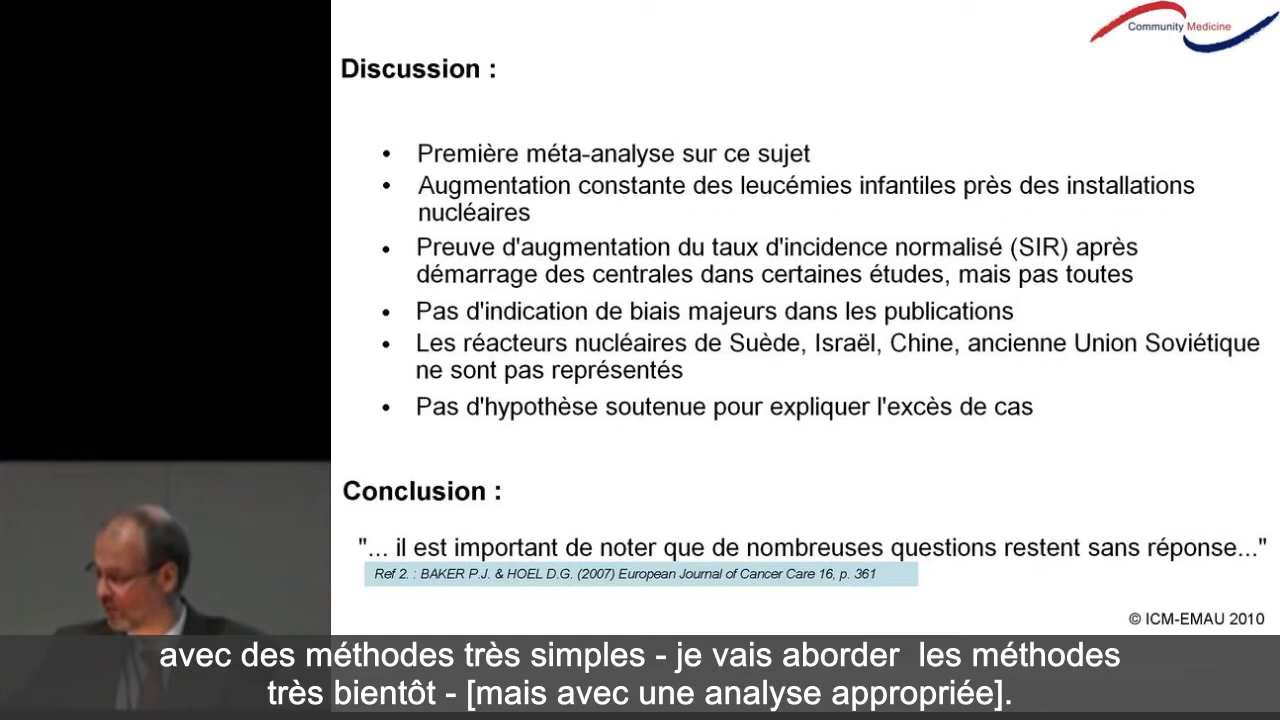 Community Medicine
Discussion :
• Première méta-analyse sur ce sujet
• Augmentation constante des leucémies infantiles près des installations
nucléaires
• Preuve d'augmentation du taux d'incidence normalisé (SIR) après
démarrage des centrales dans certaines études, mais pas toutes
• Pas d'indication de biais majeurs dans les publications
• Les réacteurs nucléaires de Suède, Israël, Chine, ancienne Union Soviétique
ne sont pas représentés
• Pas d'hypothèse soutenue pour expliquer l'excès de cas
Conclusion :
"... il est important de noter que de nombreuses questions restent sans réponse..."
Ref 2. : BAKER P.J. & HOEL D.G. (2007) European Journal of Cancer Care 16, p. 361
© ICM-EMAU 2010
avec des méthodes très simples - je vais aborder les méthodes
très bientôt - [mais avec une analyse appropriée].